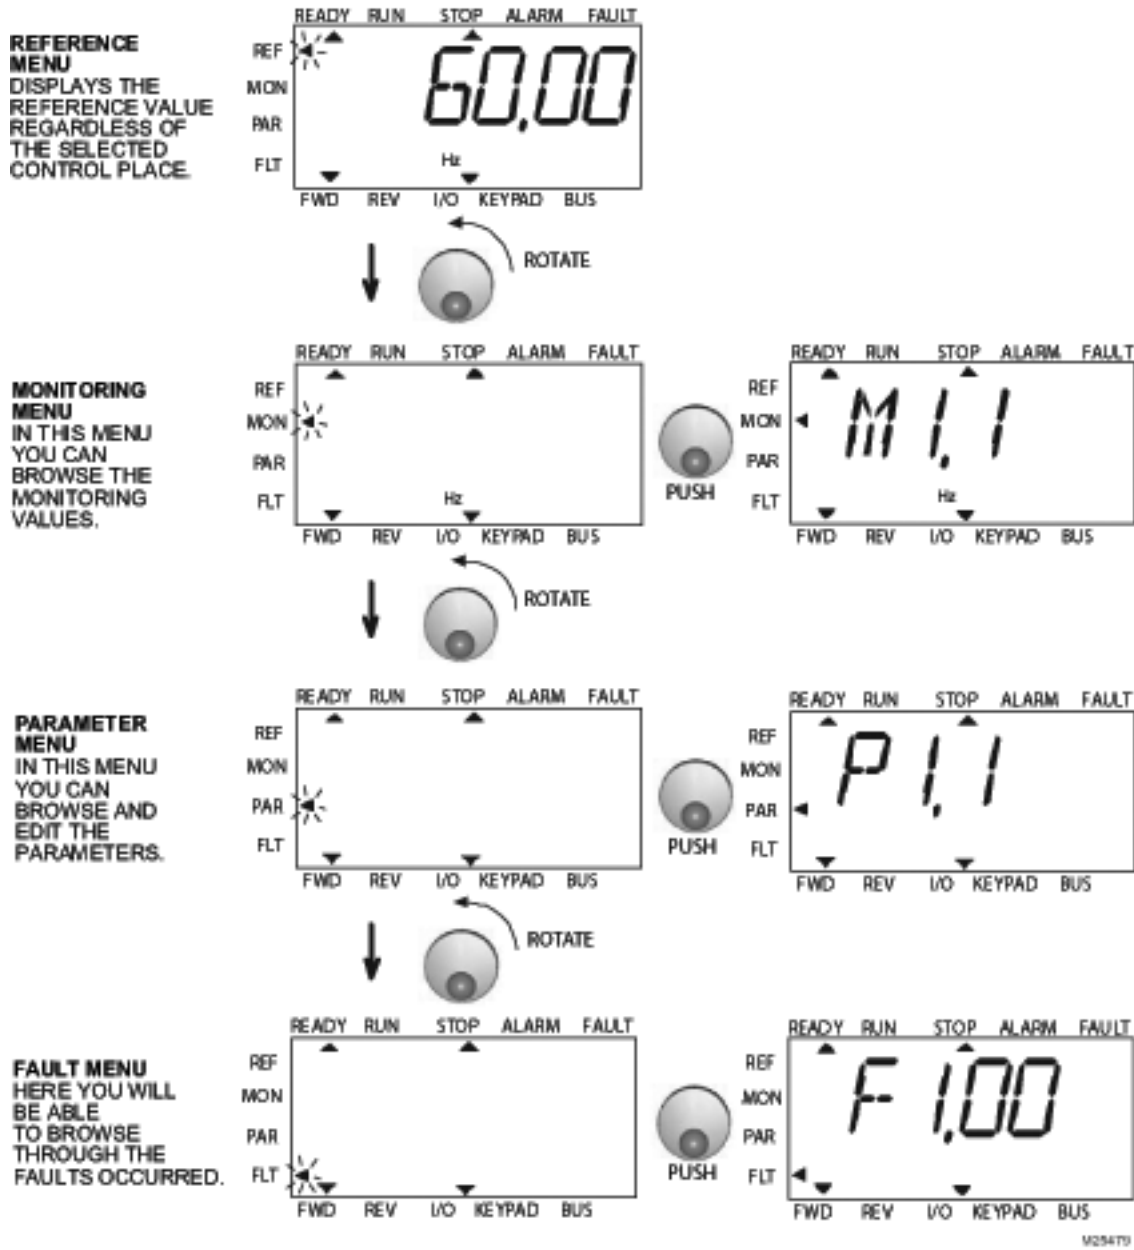 READY RUN STOP ALARM FAULT
REFERENCE
MENU
DISPLAYS THE
REFERENCE VALUE
REGARDLESS OF
THE SELECTED
CONTROL PLACE.
REF
MON
PAR
FLT
60.00
Hz
FWD REV I/O KEYPAD BUS
ROTATE
READY RUN STOP ALARM FAULT
READY RUN STOP ALARM FAULT
MONITORING
MENU
IN THIS MENU
YOU CAN
BROWSE THE
MONITORING
VALUES.
REF
MON
PAR
FLT
Hz
PUSH
REF
MON
PAR
FLT
M1.1
Hz
FWD REV I/O KEYPAD BUS
FWD REV I/O KEYPAD BUS
ROTATE
READY RUN STOP ALARM FAULT
READY RUN STOP ALARM FAULT
PARAMETER
MENU
IN THIS MENU
YOU CAN
BROWSE AND
EDIT THE
PARAMETERS.
REF
MON
PAR
FLT
PUSH
REF
MON
PAR
FLT
P1.1
FWD REV I/O KEYPAD BUS
FWD REV I/O KEYPAD BUS
ROTATE
READY RUN STOP ALARM FAULT
READY RUN STOP ALARM FAULT
FAULT MENU
HERE YOU WILL
BE ABLE
TO BROWSE
THROUGH THE
FAULTS OCCURRED.
REF
MON
PAR
FLT
PUSH
REF
MON
PAR
FLT
F1.00
FWD REV I/O KEYPAD BUS
FWD REV I/O KEYPAD BUS
M29479